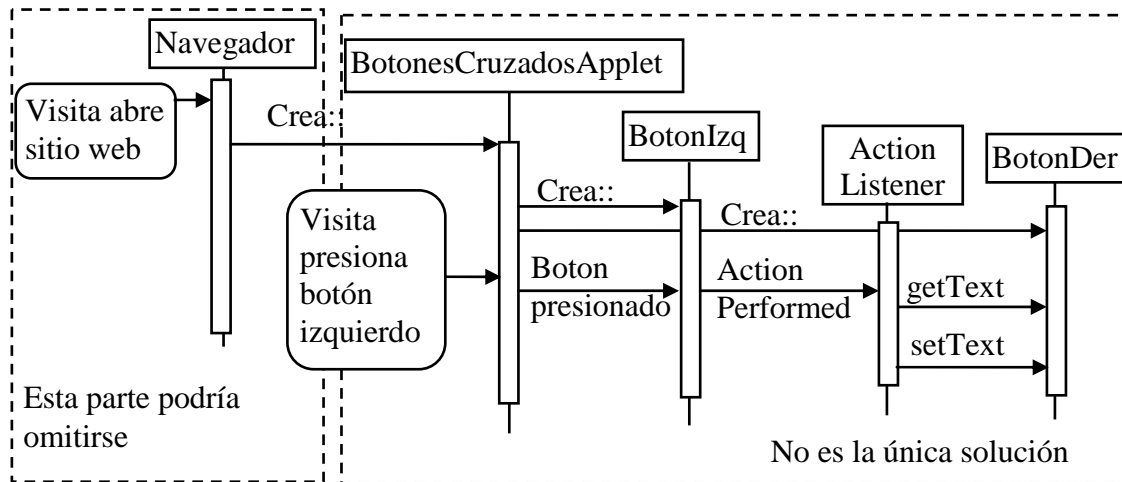 Navegador
Visita abre
sitio web
Crea::
Esta parte podría
omitirse
BotonesCruzadosApplet
BotonIzq
Action
Listener
BotonDer
Crea::
Crea::
Visita
presiona
botón
izquierdo
Boton
presionado
Action
Performed
getText
setText
No es la única solución